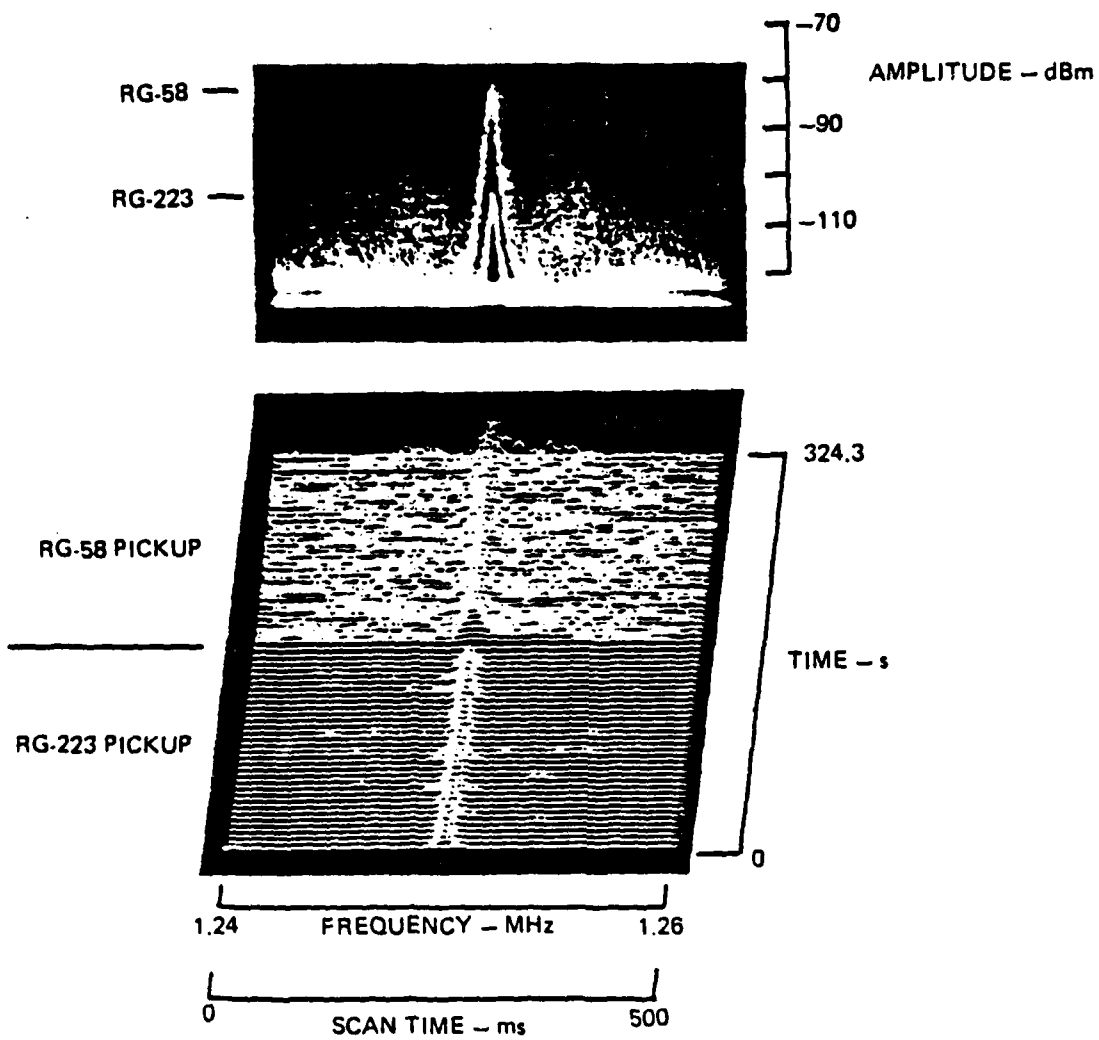 −70
AMPLITUDE − dBm
RG-58
−90
RG-223
−110
324.3
RG-58 PICKUP
TIME − s
RG-223 PICKUP
0
1.24 FREQUENCY − MHz 1.26
0 SCAN TIME − ms 500